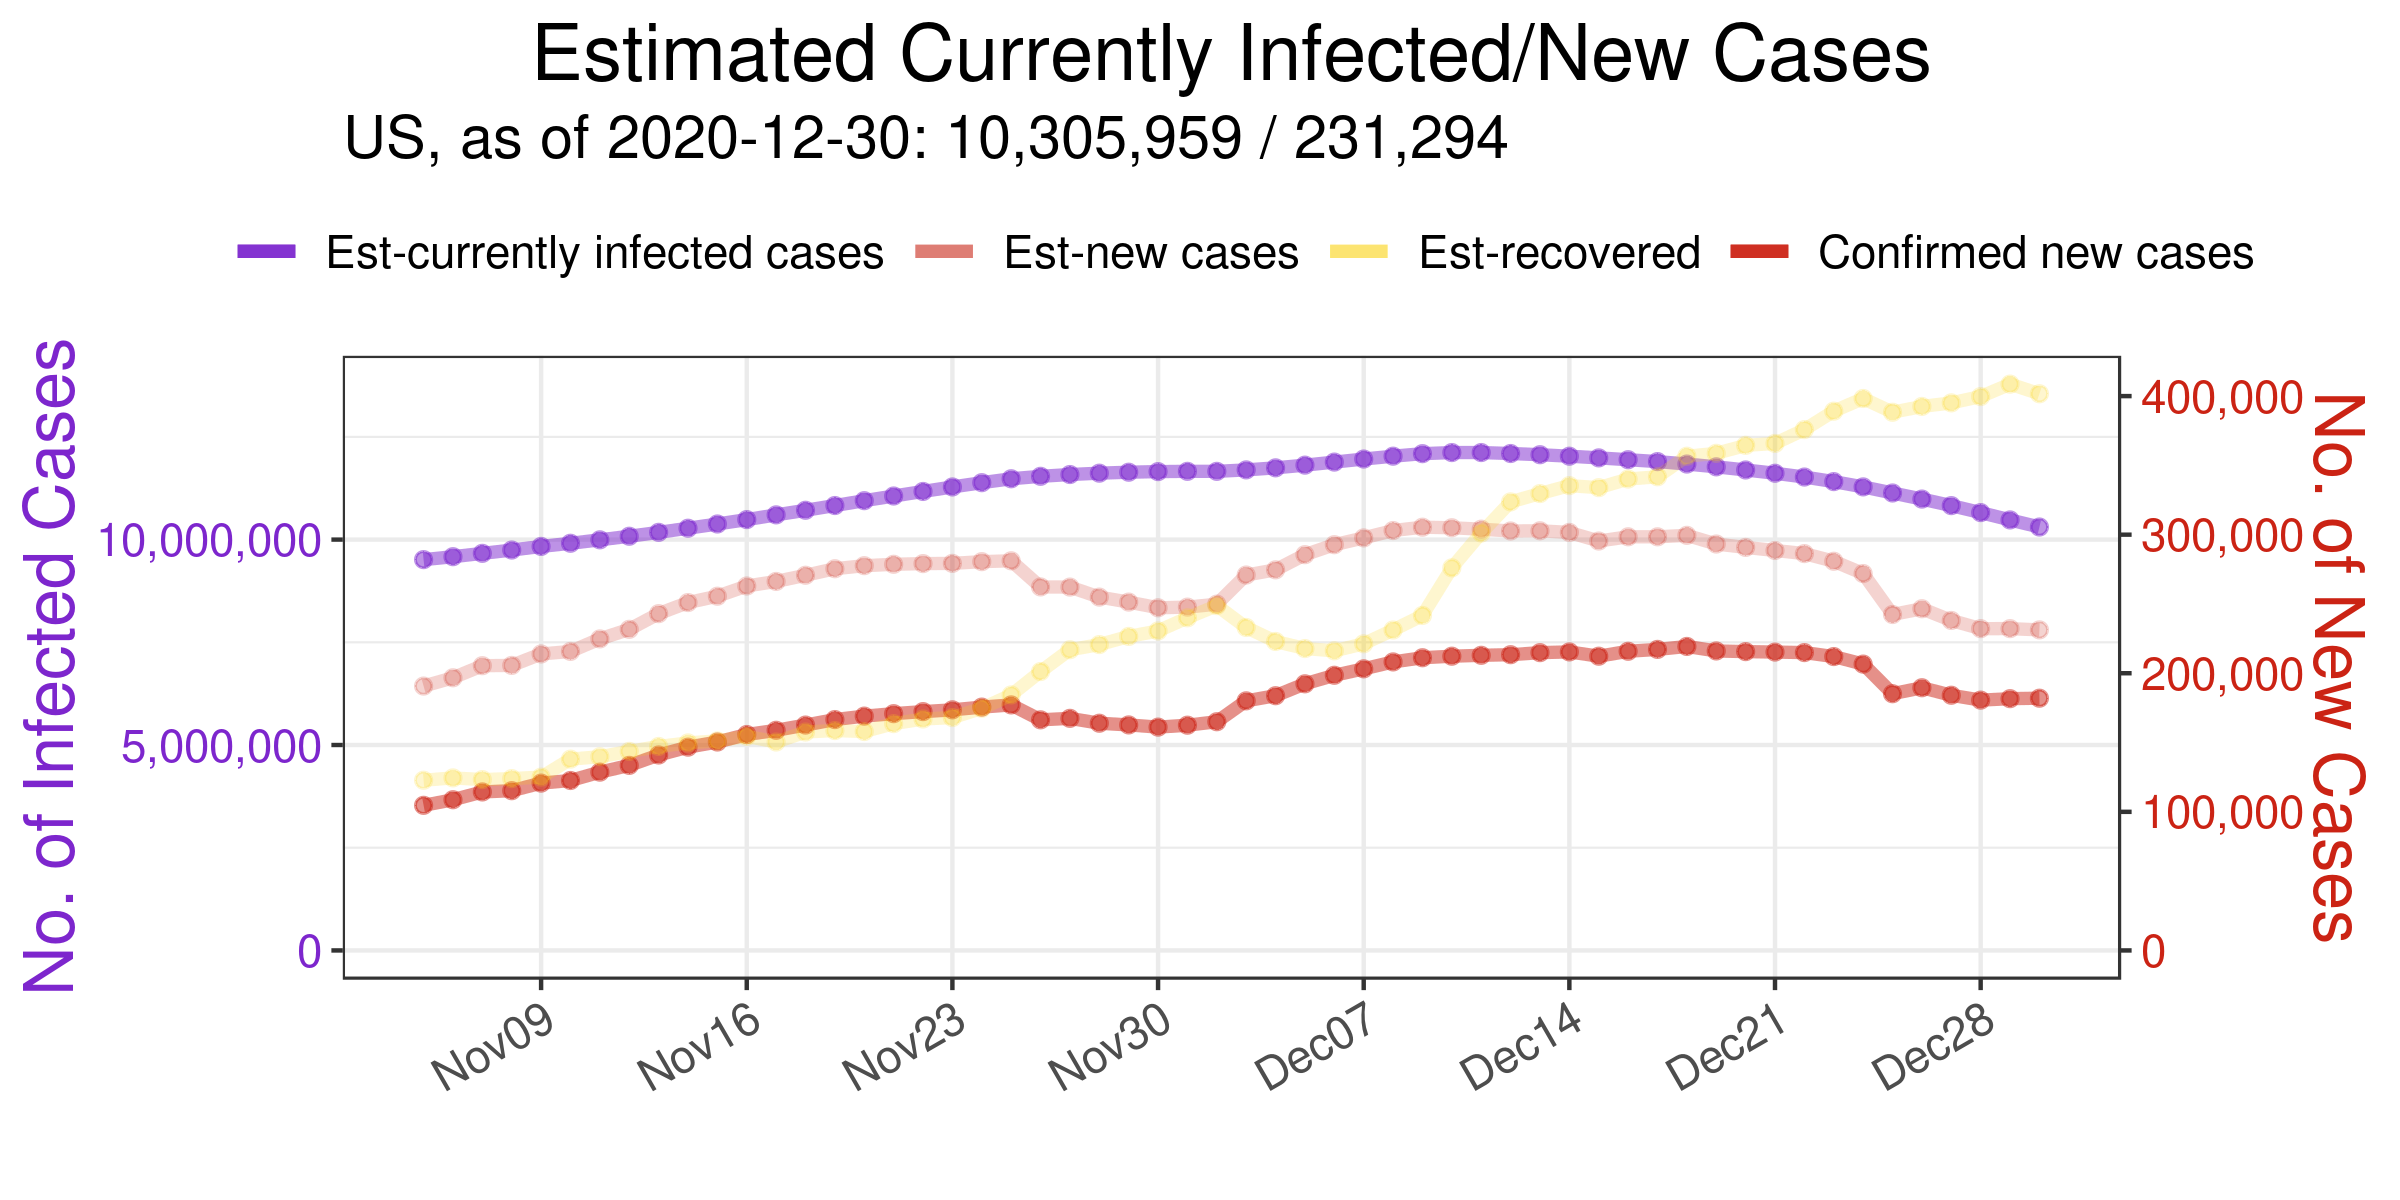 Estimated Currently Infected/New Cases
US, as of 2020-12-30: 10,305,959 / 231,294
Est-currently infected cases Est-new cases Est-recovered Confirmed new cases
No. of Infected Cases
10,000,000
5,000,000
0
400,000
300,000
200,000
100,000
0
No. of New Cases
Nov09 Nov16 Nov23 Nov30 Dec07 Dec14 Dec21 Dec28